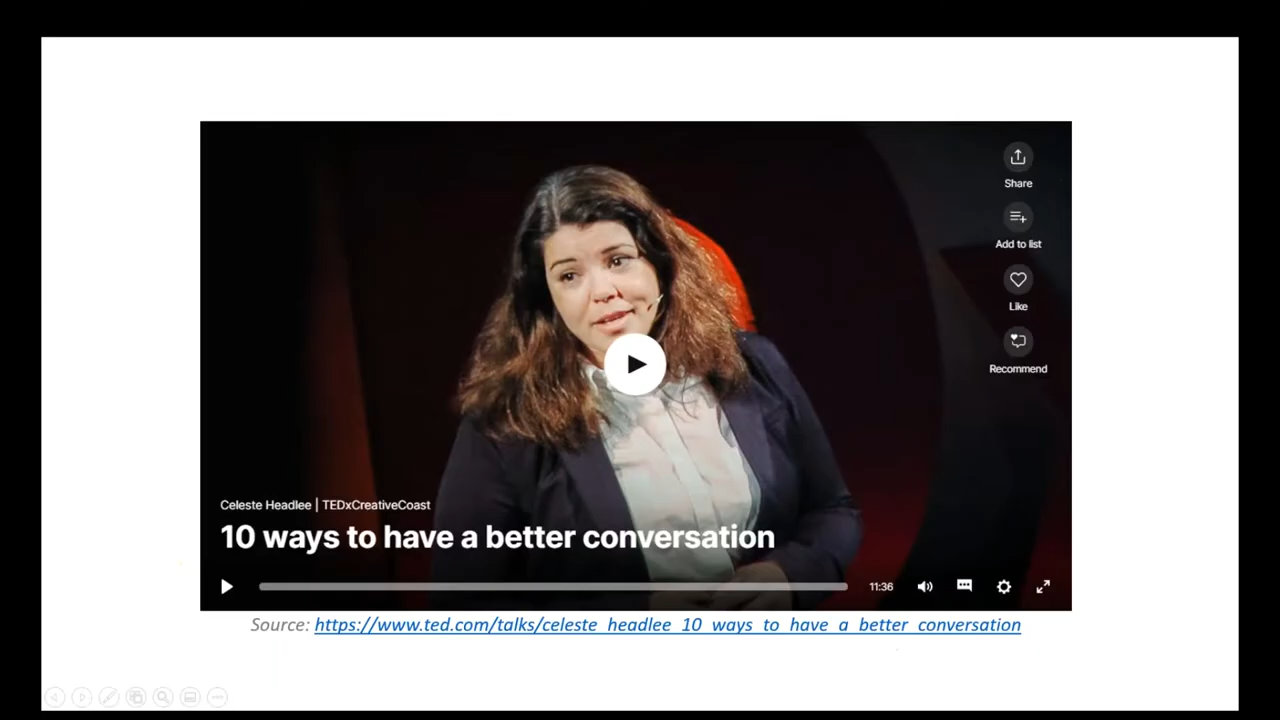 Share
Add to list
Like
Recommend
Celeste Headlee | TEDxCreativeCoast
10 ways to have a better conversation
11:36
Source: https://www.ted.com/talks/celeste_headlee_10_ways_to_have_a_better_conversation